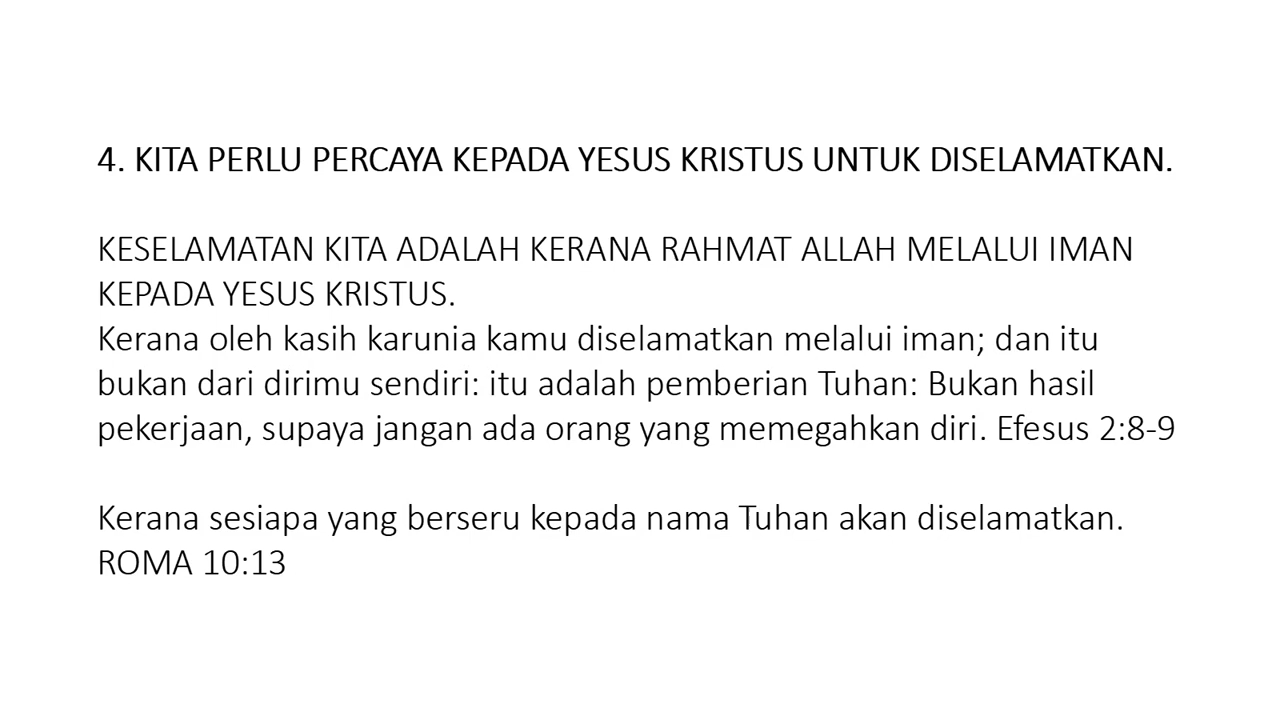 4. KITA PERLU PERCAYA KEPADA YESUS KRISTUS UNTUK DISELAMATKAN.
KESELAMATAN KITA ADALAH KERANA RAHMAT ALLAH MELALUI IMAN
KEPADA YESUS KRISTUS.
Kerana oleh kasih karunia kamu diselamatkan melalui iman; dan itu
bukan dari dirimu sendiri: itu adalah pemberian Tuhan: Bukan hasil
pekerjaan, supaya jangan ada orang yang memegahkan diri. Efesus 2:8-9
Kerana sesiapa yang berseru kepada nama Tuhan akan diselamatkan.
ROMA 10:13